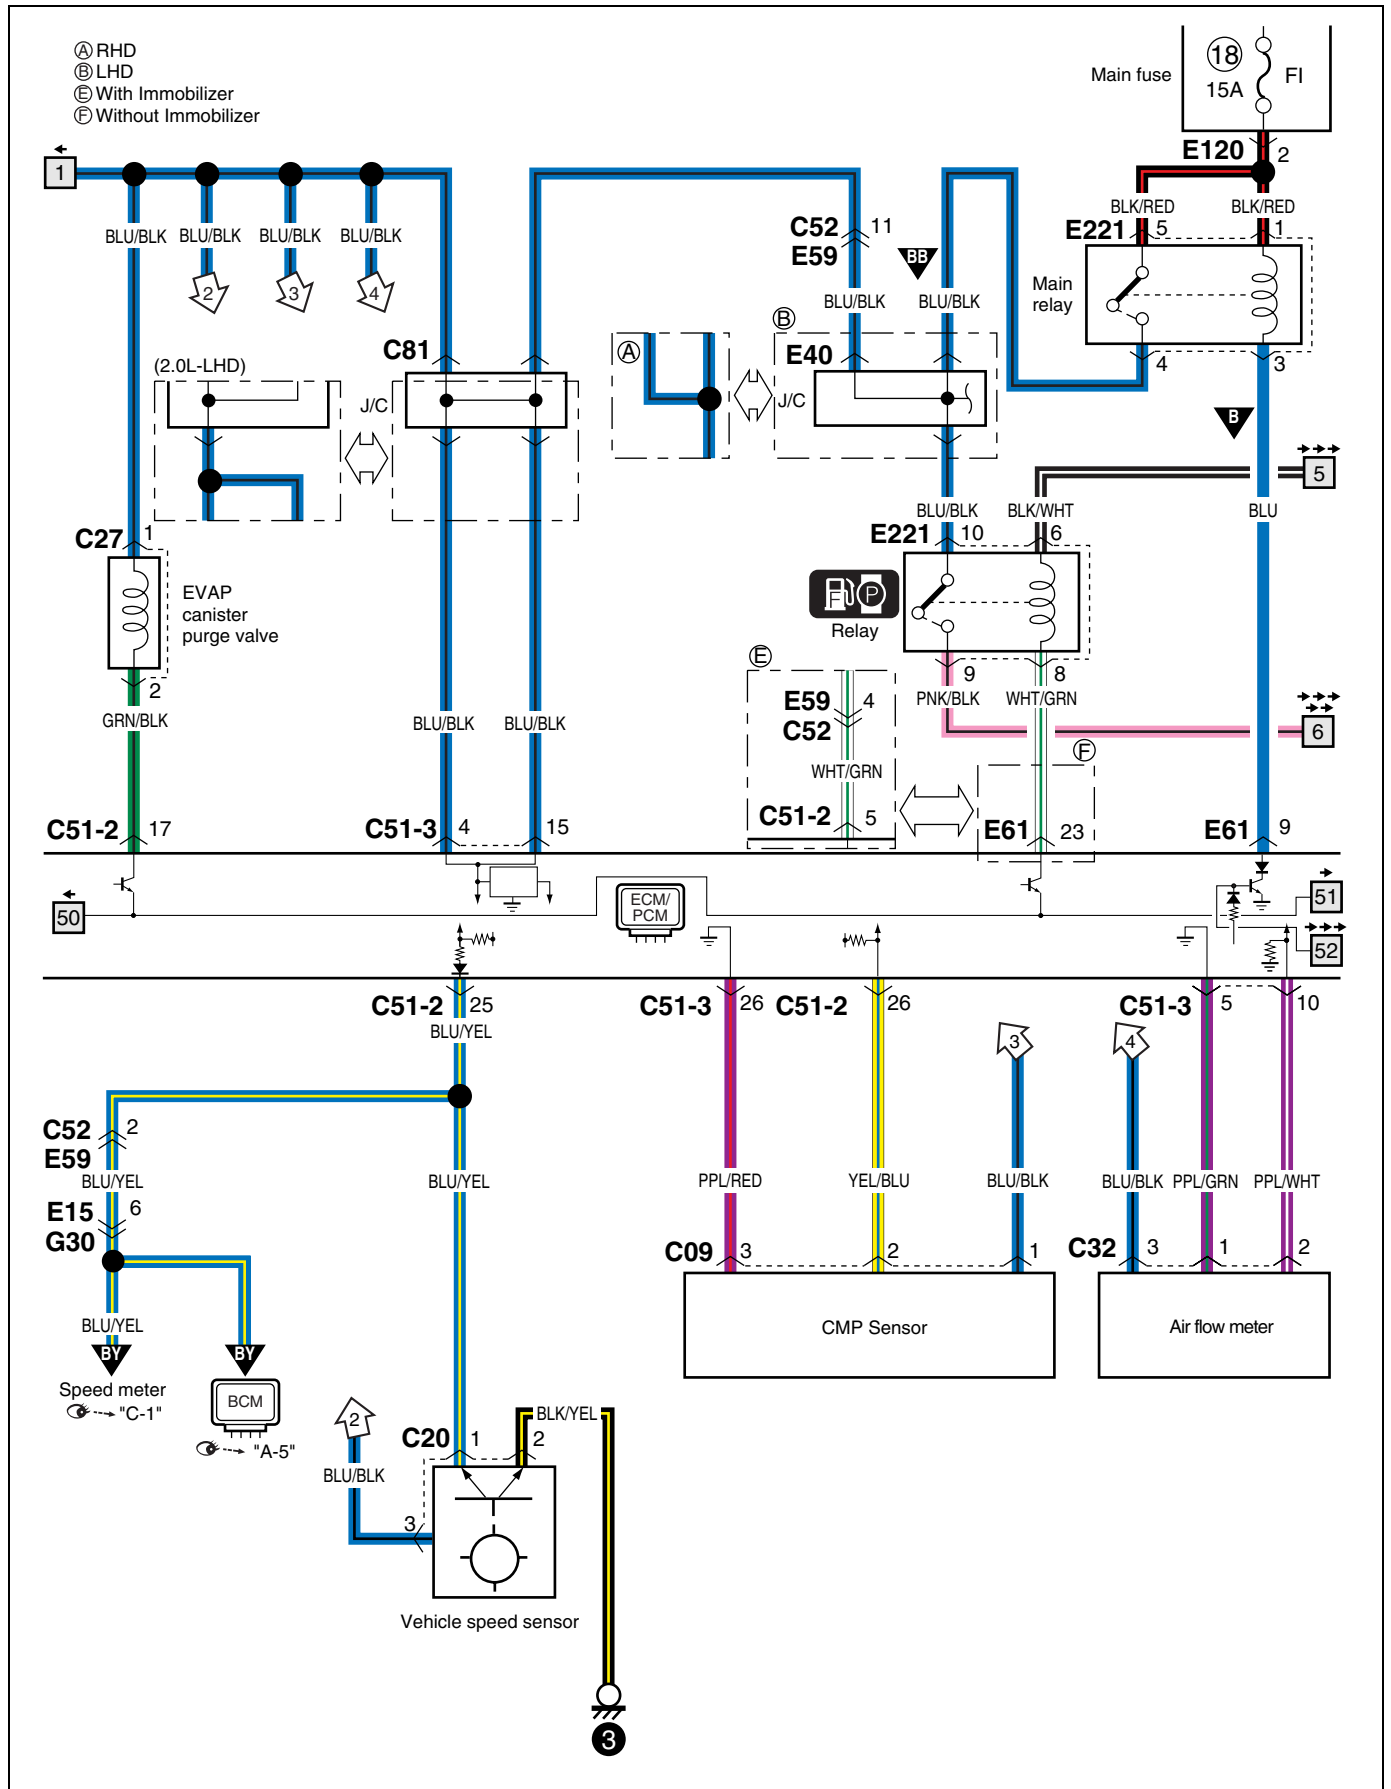 Ⓐ RHD
Ⓑ LHD
Ⓔ With Immobilizer
Ⓕ Without Immobilizer
Main fuse
18
15A
FI
E120 2
1
BLK/RED BLK/RED
E221 5 1
BLU/BLK BLU/BLK BLU/BLK BLU/BLK
2 3 4
C52 11
E59
BB
Main
relay
BLU/BLK BLU/BLK
4 3
(2.0L-LHD)
C81
J/C
A
B
E40
J/C
B
5
BLU/BLK BLK/WHT BLU
C27 1
E221 10 6
EVAP
canister
purge valve
F P
Relay
2
9 8
GRN/BLK
BLU/BLK BLU/BLK
E
E59 4
C52
WHT/GRN
PNK/BLK WHT/GRN
6
F
C51-2 17
C51-3 4 15
C51-2 5
E61 23
E61 9
50
ECM/
PCM
51
52
C51-2 25
C51-3 26
C51-2 26
C51-3 5 10
BLU/YEL
3
4
C52 2
E59
BLU/YEL
BLU/YEL
PPL/RED YEL/BLU BLU/BLK
BLU/BLK PPL/GRN PPL/WHT
E15 6
G30
C09 3 2 1
C32 3 1 2
CMP Sensor
Air flow meter
BLU/YEL
BY BY
Speed meter
"C-1"
BCM
"A-5"
2
BLU/BLK
C20 1 2
BLK/YEL
3
Vehicle speed sensor
3